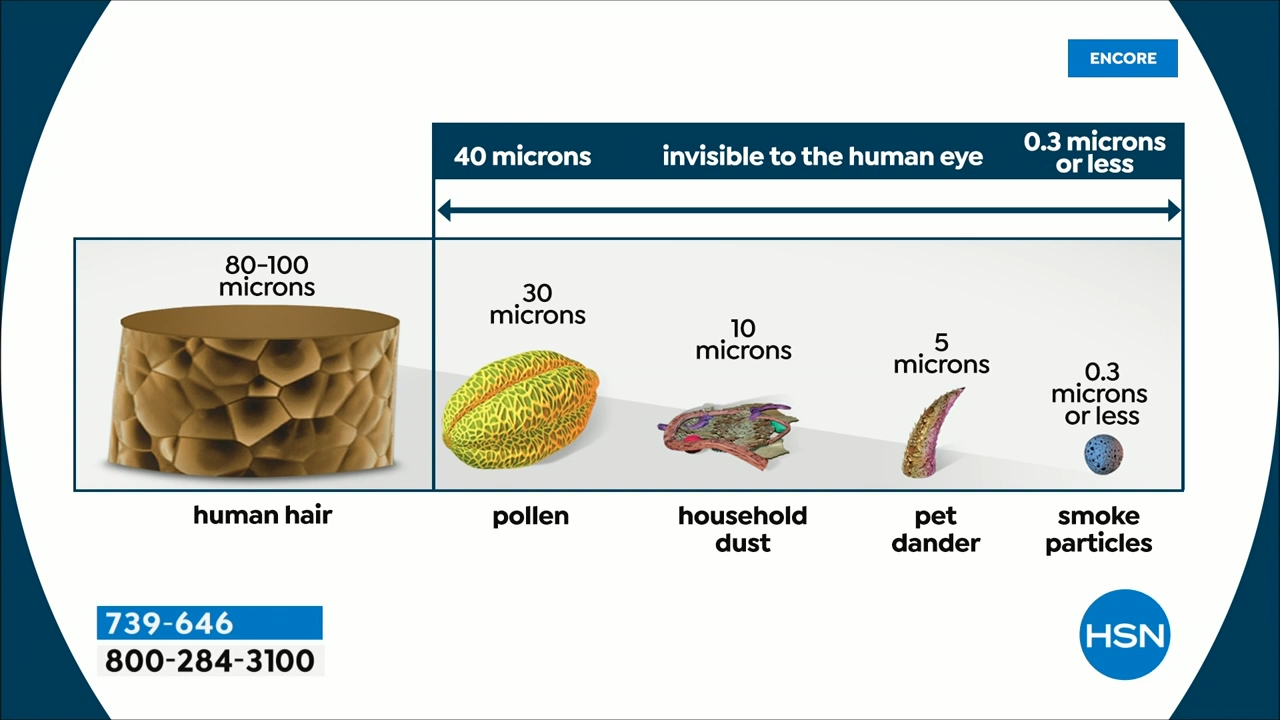 ENCORE
40 microns
invisible to the human eye
0.3 microns
or less
80-100
microns
30
microns
10
microns
5
microns
0.3
microns
or less
human hair
pollen
household
dust
pet
dander
smoke
particles
739-646
800-284-3100
HSN